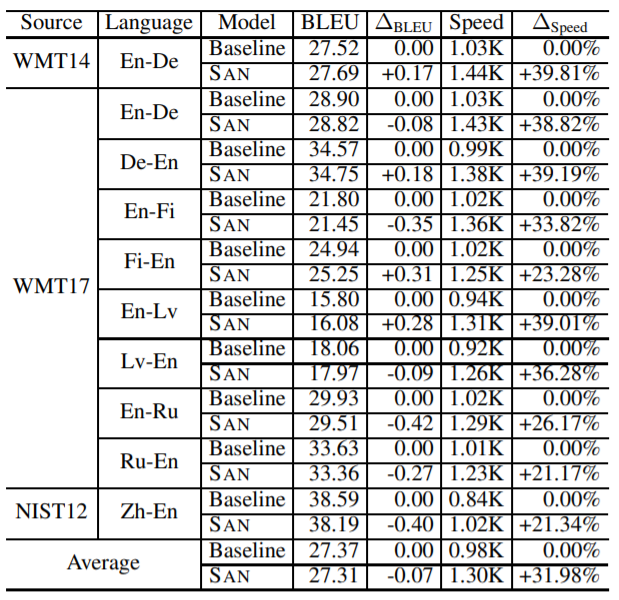 Source Language Model BLEU ΔBLEU Speed ΔSpeed
WMT14 En-De Baseline 27.52 0.00 1.03K 0.00%
SAN 27.69 +0.17 1.44K +39.81%
WMT17 En-De Baseline 28.90 0.00 1.03K 0.00%
SAN 28.82 -0.08 1.43K +38.82%
De-En Baseline 34.57 0.00 0.99K 0.00%
SAN 34.75 +0.18 1.38K +39.19%
En-Fi Baseline 21.80 0.00 1.02K 0.00%
SAN 21.45 -0.35 1.36K +33.82%
Fi-En Baseline 24.94 0.00 1.02K 0.00%
SAN 25.25 +0.31 1.25K +23.28%
En-Lv Baseline 15.80 0.00 0.94K 0.00%
SAN 16.08 +0.28 1.31K +39.01%
Lv-En Baseline 18.06 0.00 0.92K 0.00%
SAN 17.97 -0.09 1.26K +36.28%
En-Ru Baseline 29.93 0.00 1.02K 0.00%
SAN 29.51 -0.42 1.29K +26.17%
Ru-En Baseline 33.63 0.00 1.01K 0.00%
SAN 33.36 -0.27 1.23K +21.17%
NIST12 Zh-En Baseline 38.59 0.00 0.84K 0.00%
SAN 38.19 -0.40 1.02K +21.34%
Average Baseline 27.37 0.00 0.98K 0.00%
SAN 27.31 -0.07 1.30K +31.98%